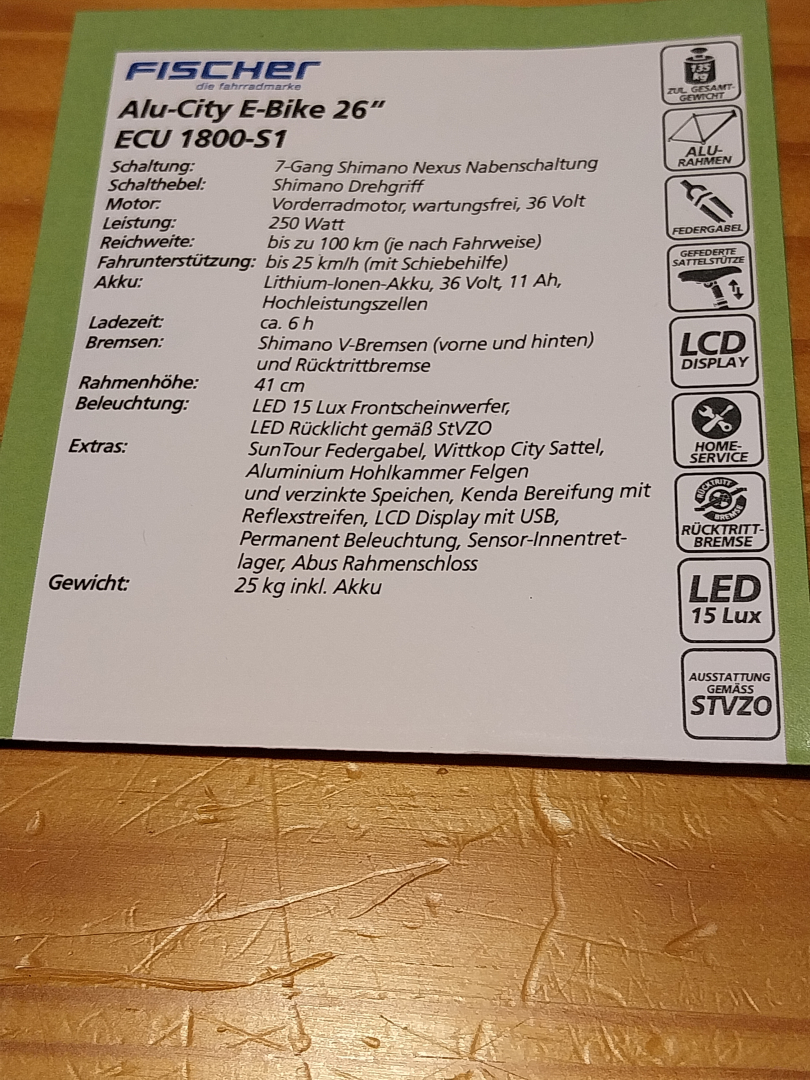 FISCHER
die fahrradmarke
Alu-City E-Bike 26"
ECU 1800-S1
Schaltung: 7-Gang Shimano Nexus Nabenschaltung
Schalthebel: Shimano Drehgriff
Motor: Vorderradmotor, wartungsfrei, 36 Volt
Leistung: 250 Watt
Reichweite: bis zu 100 km (je nach Fahrweise)
Fahrunterstützung: bis 25 km/h (mit Schiebehilfe)
Akku: Lithium-Ionen-Akku, 36 Volt, 11 Ah,
Hochleistungszellen
Ladezeit: ca. 6 h
Bremsen: Shimano V-Bremsen (vorne und hinten)
und Rücktrittbremse
Rahmenhöhe: 41 cm
Beleuchtung: LED 15 Lux Frontscheinwerfer,
LED Rücklicht gemäß StVZO
Extras: SunTour Federgabel, Wittkop City Sattel,
Aluminium Hohlkammer Felgen
und verzinkte Speichen, Kenda Bereifung mit
Reflexstreifen, LCD Display mit USB,
Permanent Beleuchtung, Sensor-Innentret-
lager, Abus Rahmenschloss
Gewicht: 25 kg inkl. Akku
135
kg
ZUL. GESAMT-
GEWICHT
ALU-
RAHMEN
FEDERGABEL
GEFEDERTE
SATTELSTÜTZE
LCD
DISPLAY
HOME-
SERVICE
RÜCKTRITT
BREMSE
RÜCKTRITT-
BREMSE
LED
15 Lux
AUSSTATTUNG
GEMÄSS
STVZO